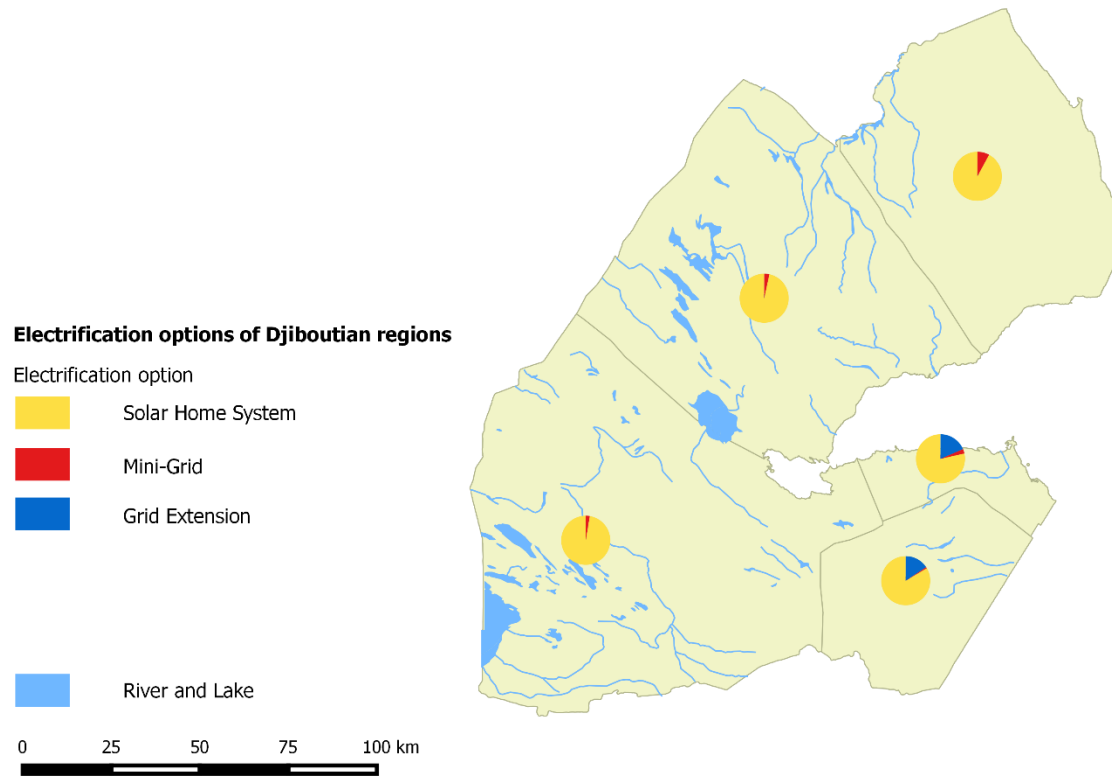 Electrification options of Djiboutian regions
Electrification option
Solar Home System
Mini-Grid
Grid Extension
River and Lake
0 25 50 75 100 km